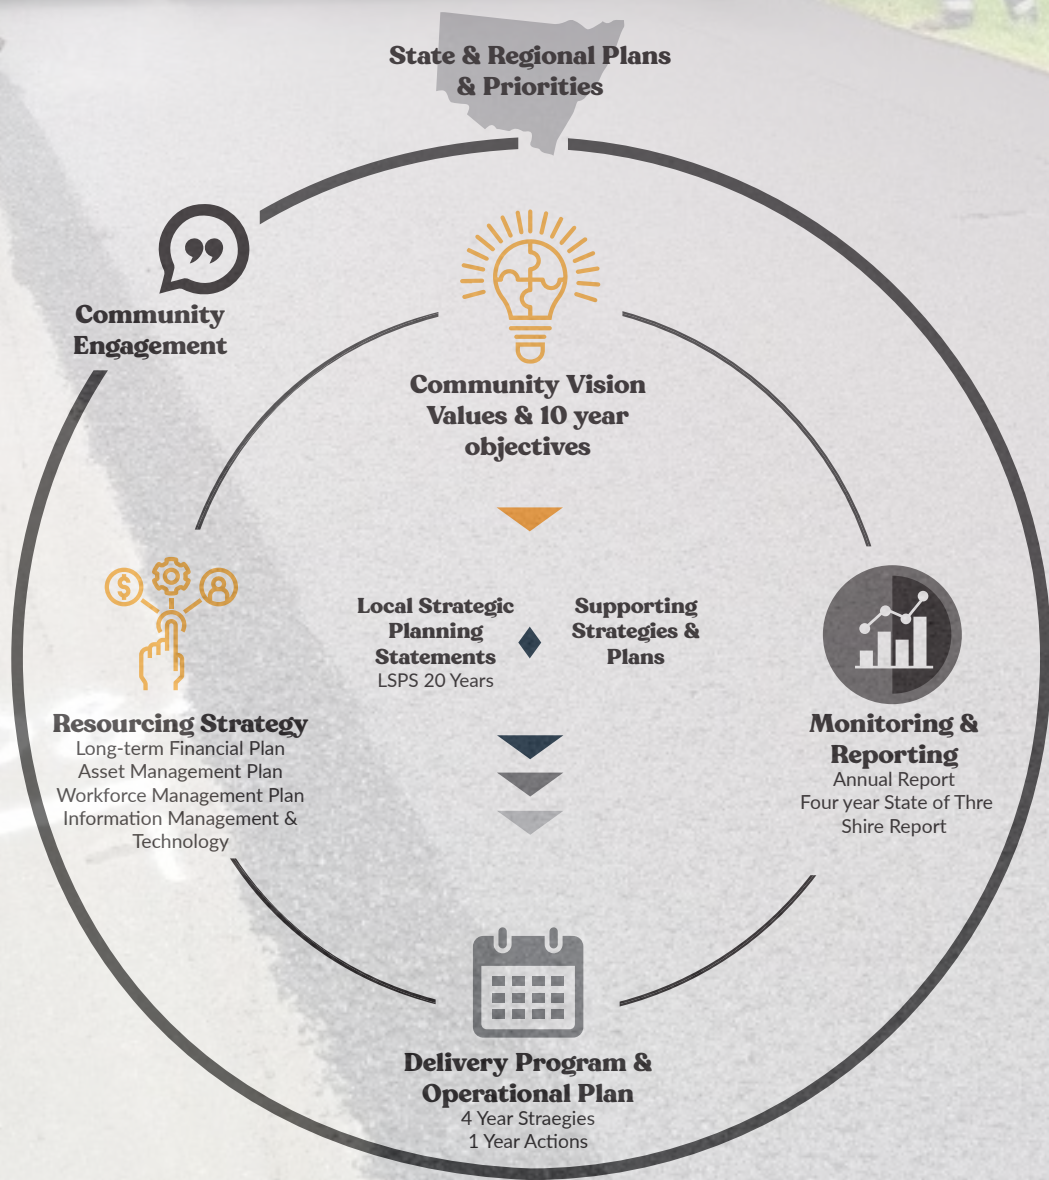 State & Regional Plans
& Priorities
Community
Engagement
Community Vision
Values & 10 year
objectives
Local Strategic
Planning
Statements
LSPS 20 Years
Supporting
Strategies &
Plans
Resourcing Strategy
Long-term Financial Plan
Asset Management Plan
Workforce Management Plan
Information Management &
Technology
Monitoring &
Reporting
Annual Report
Four year State of Thre
Shire Report
Delivery Program &
Operational Plan
4 Year Straegies
1 Year Actions